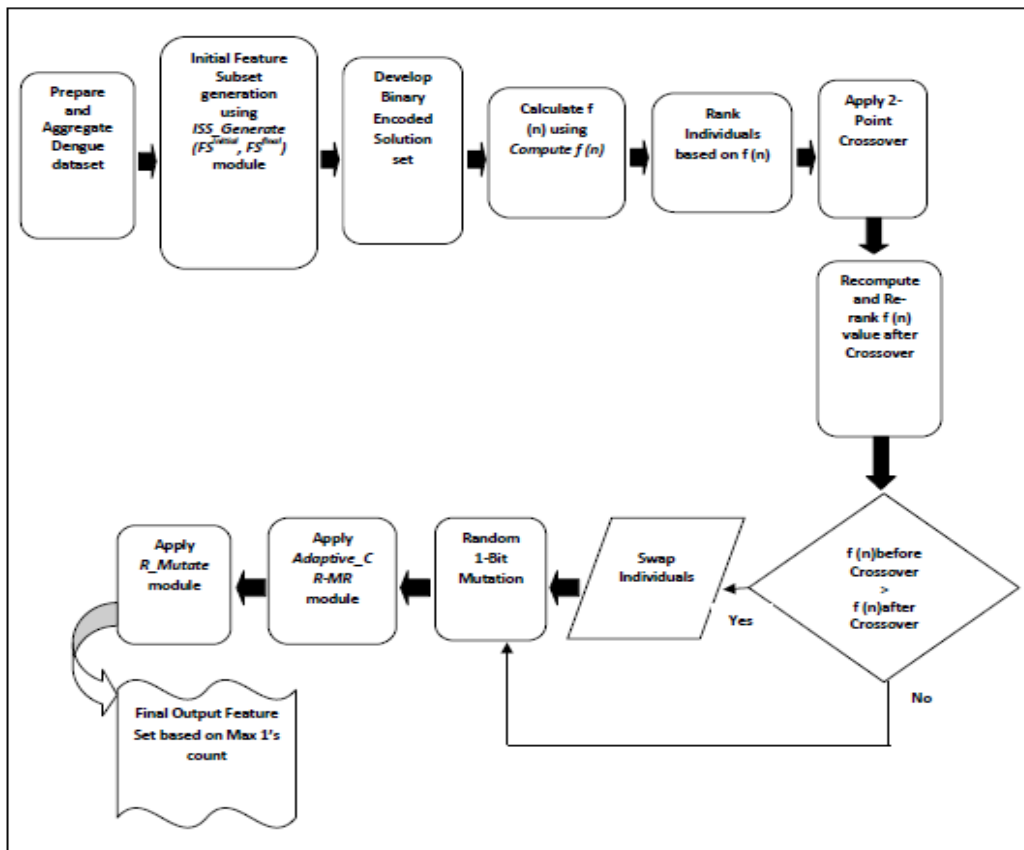 Prepare
and
Aggregate
Dengue
dataset
Initial Feature
Subset
generation
using
ISS_Generate
(FS^Initial, FS^final)
module
Develop
Binary
Encoded
Solution
set
Calculate f
(n) using
Compute f (n)
Rank
Individuals
based on f (n)
Apply 2-
Point
Crossover
Recompute
and Re-
rank f (n)
value after
Crossover
f (n)before
Crossover
>
f (n)after
Crossover
Yes
No
Swap
Individuals
Random
1-Bit
Mutation
Apply
Adaptive_C
R-MR
module
Apply
R_Mutate
module
Final Output Feature
Set based on Max 1's
count